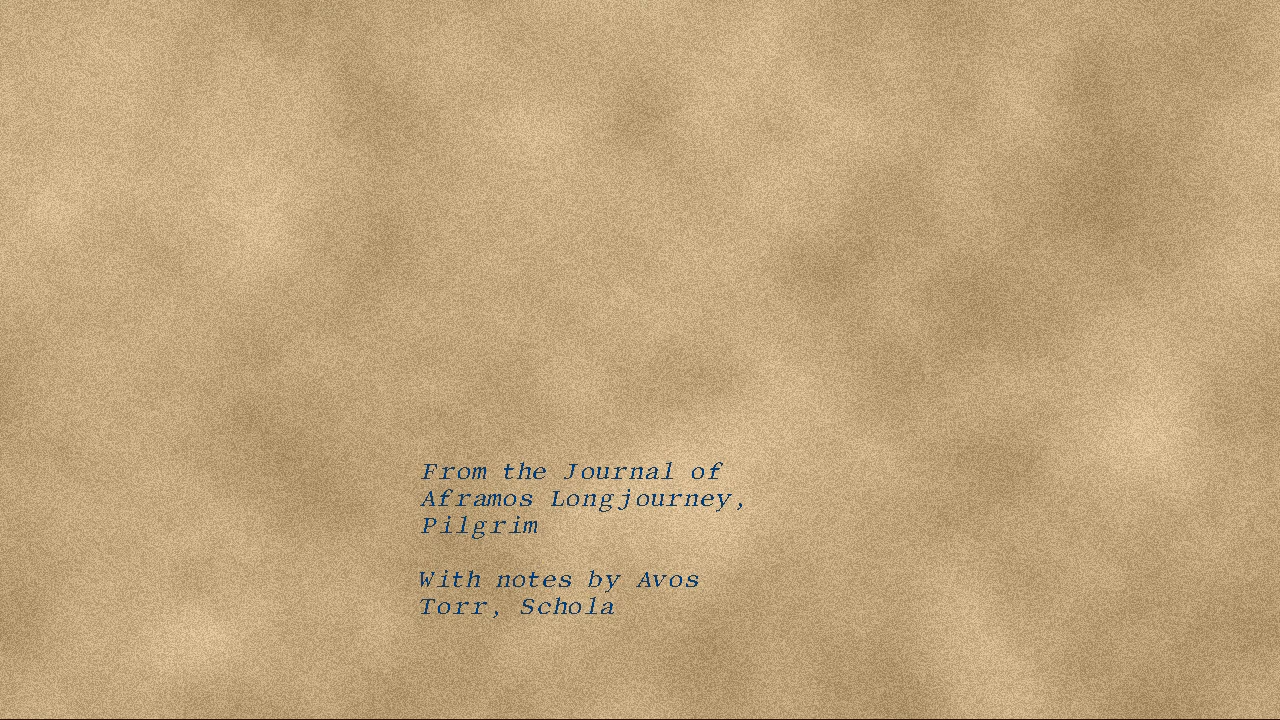 From the Journal of
Aframos Longjourney,
Pilgrim
With notes by Avos
Torr, Schola